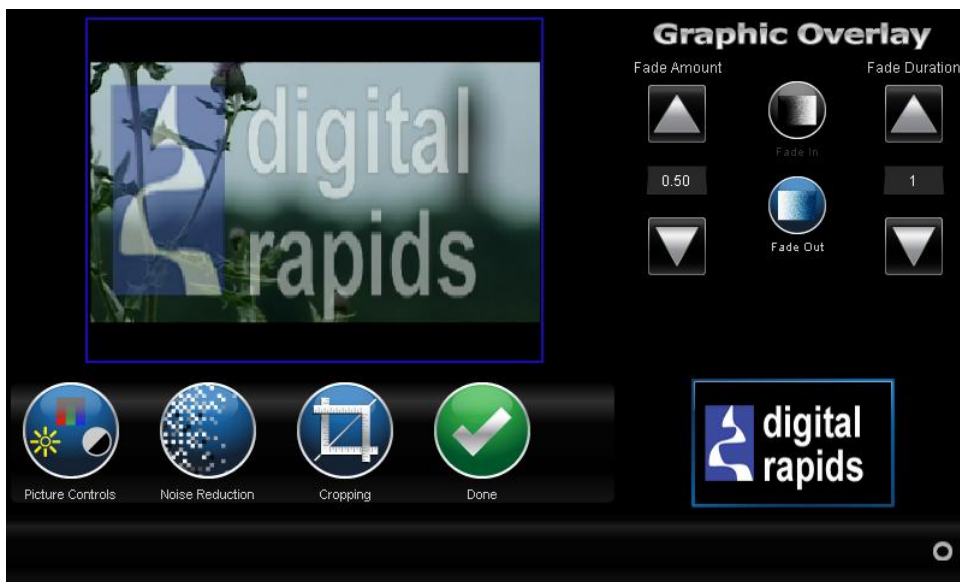 Graphic Overlay
Fade Amount
Fade Duration
Fade In
0.50
1
Fade Out
digital
rapids
Picture Controls
Noise Reduction
Cropping
Done
digital
rapids